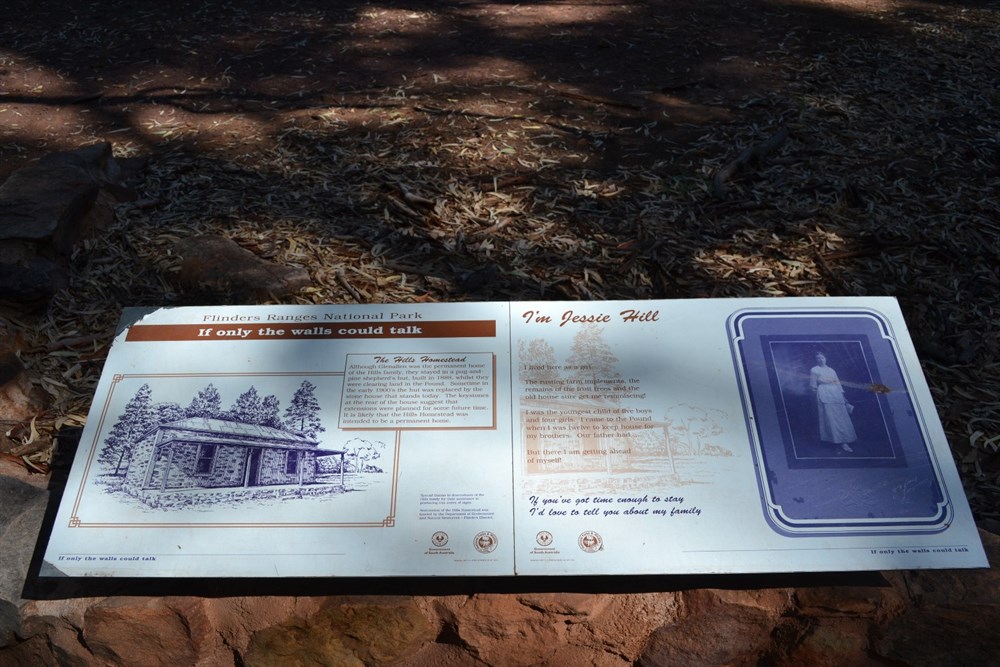 Flinders Ranges National Park
If only the walls could talk
The Hills Homestead
Although Glenallen was the permanent home
of the Hills family, they stayed in a pug and
pine shepherd's hut, built in 1888, whilst they
were clearing land in the Pound. Sometime in
the early 1900's the hut was replaced by the
stone house that stands today. The keystones
at the rear of the house suggest that
extensions were planned for some future time.
It is likely that the Hills Homestead was
intended to be a permanent home.
If only the walls could talk
I'm Jessie Hill
I lived here as a girl.
The rusting farm implements, the
remains of the fruit trees and the
old house sure get me reminiscing!
I was the youngest child of five boys
and four girls. I came to the Pound
when I was twelve to keep house for
my brothers. Our father had......
But there I am getting ahead
of myself!
If you've got time enough to stay
I'd love to tell you about my family
If only the walls could talk